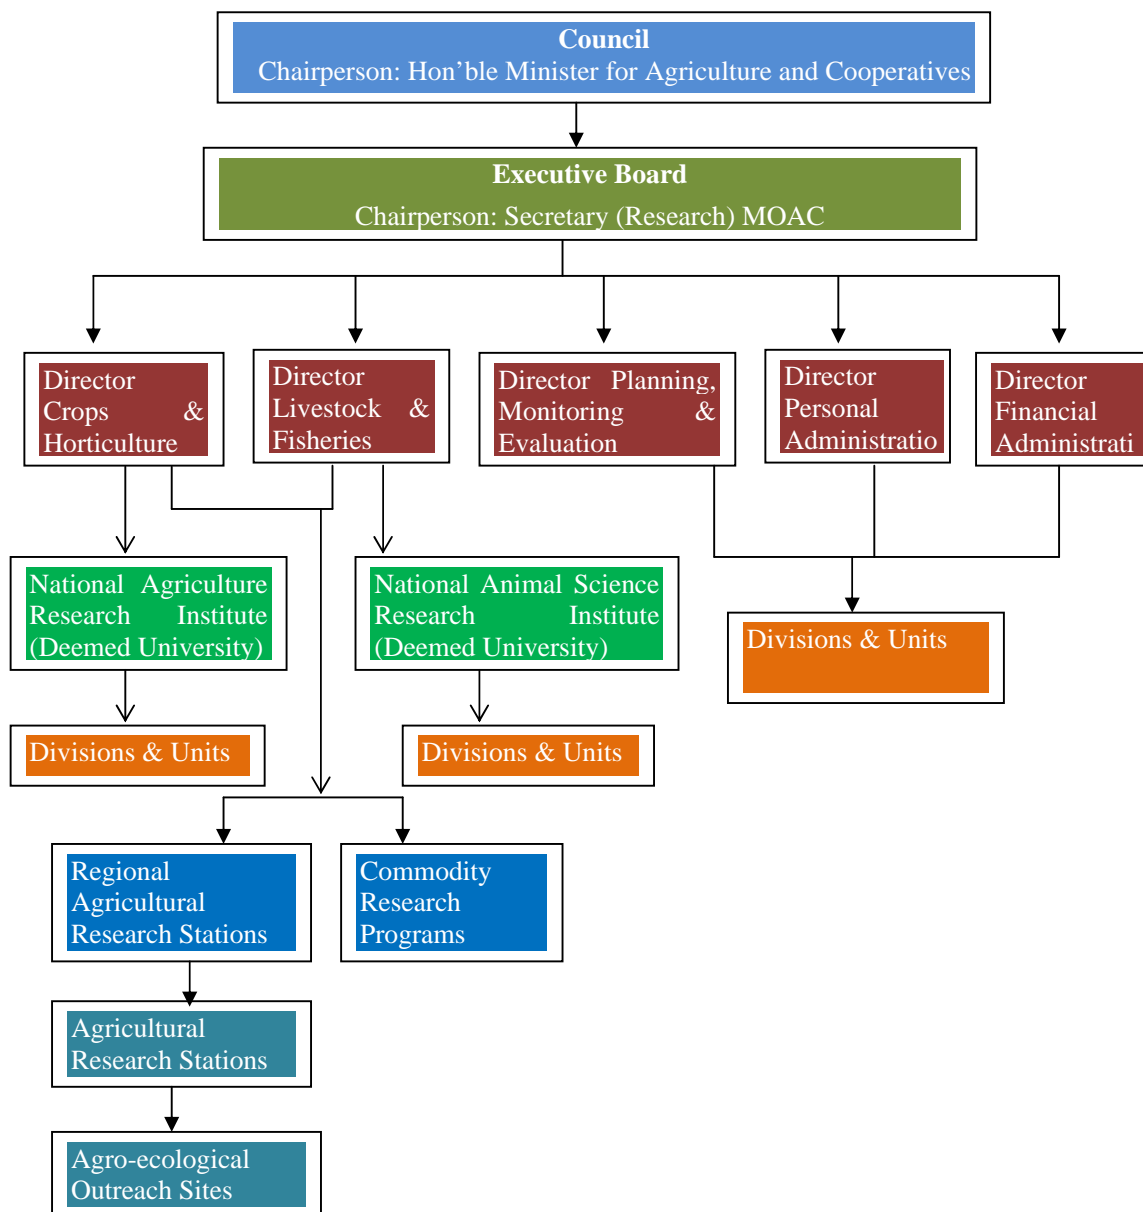 Council
Chairperson: Hon’ble Minister for Agriculture and Cooperatives
Executive Board
Chairperson: Secretary (Research) MOAC
Director
Crops &
Horticulture
Director
Livestock &
Fisheries
Director Planning,
Monitoring &
Evaluation
Director
Personal
Administratio
Director
Financial
Administrati
National Agriculture
Research Institute
(Deemed University)
National Animal Science
Research Institute
(Deemed University)
Divisions & Units
Divisions & Units
Divisions & Units
Regional
Agricultural
Research Stations
Commodity
Research
Programs
Agricultural
Research Stations
Agro-ecological
Outreach Sites